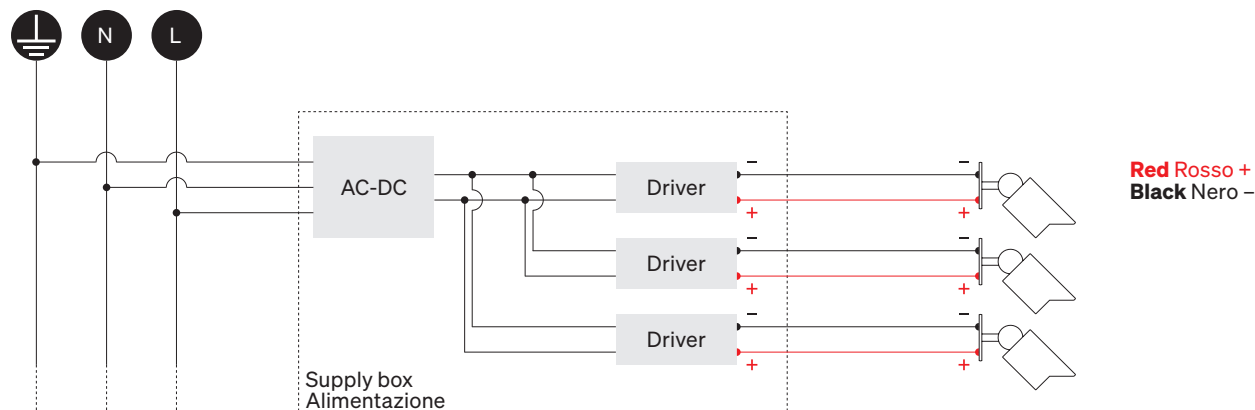 N
L
AC-DC
Driver
Driver
Driver
−
+
−
+
−
+
−
+
−
+
−
+
Red Rosso +
Black Nero –
Supply box
Alimentazione